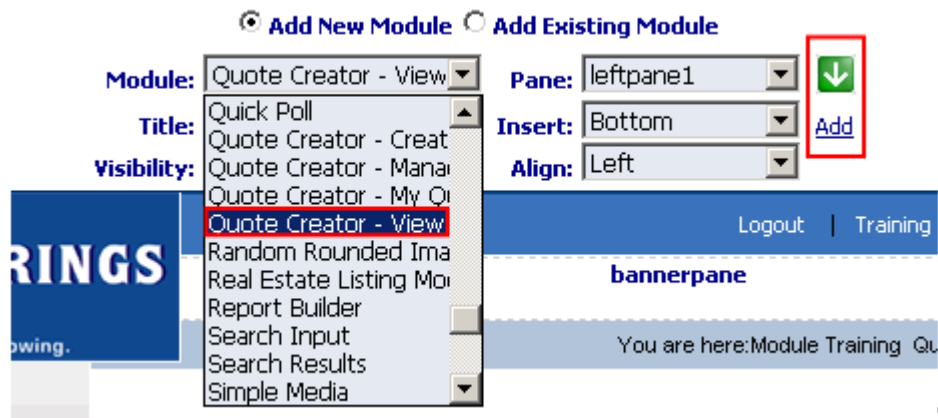 Add New Module Add Existing Module
Module: Quote Creator - View Pane: leftpane1
Title: Insert: Bottom Add
Visibility: Align: Left
Quick Poll
Quote Creator - Creat
Quote Creator - Mana
Quote Creator - My Q
Quote Creator - View
Random Rounded Ima
Real Estate Listing Mo
Report Builder
Search Input
Search Results
Simple Media
Logout | Training
RINGS
bannerpane
owing.
You are here:Module Training Qu